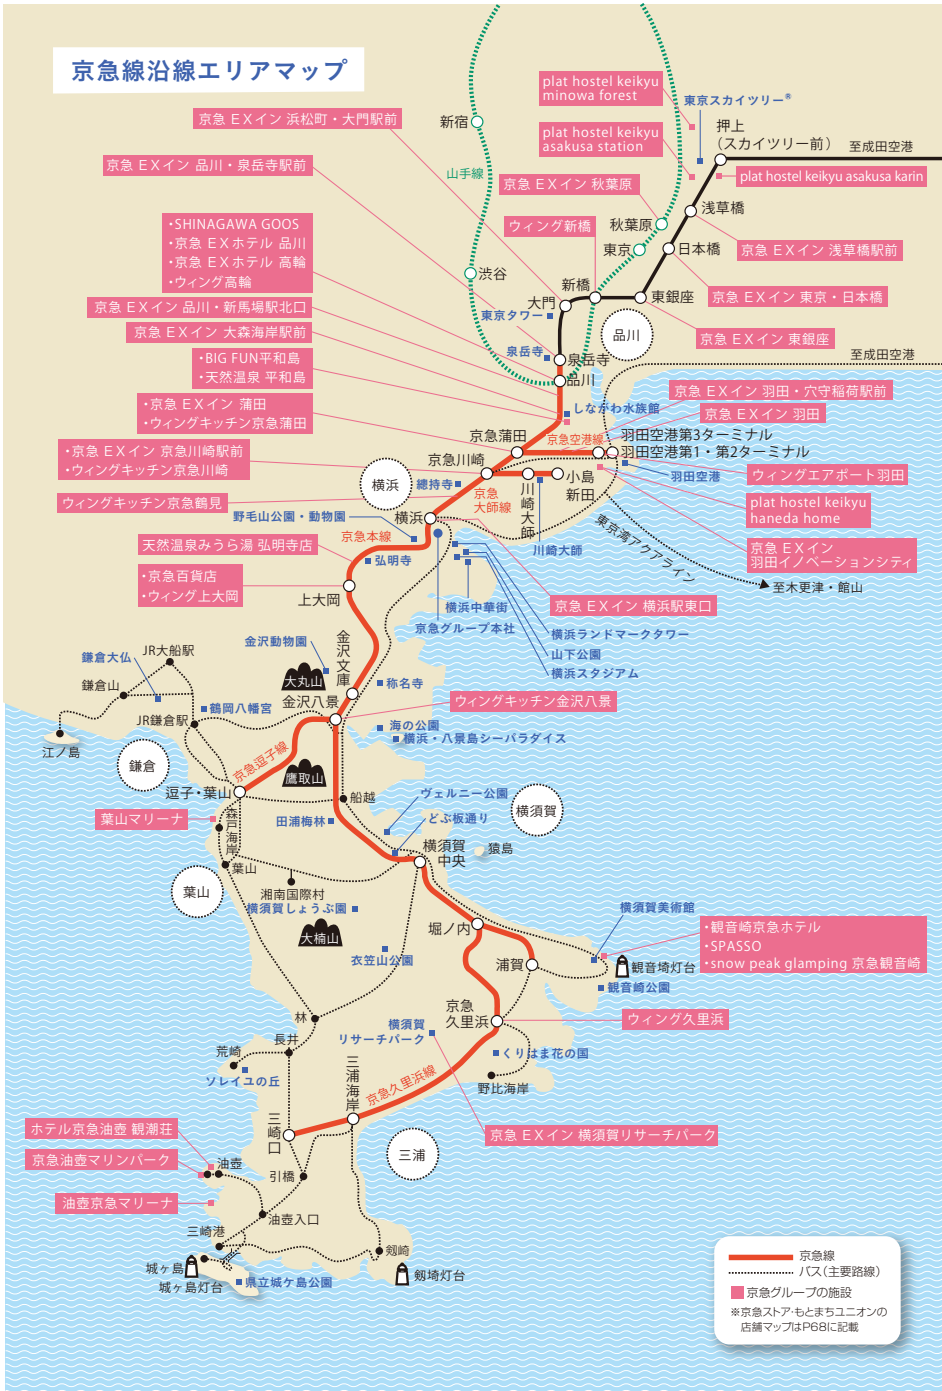 京急線沿線エリアマップ
plat hostel keikyu
minowa forest
東京スカイツリー®
京急 EXイン 浜松町・大門駅前
新宿
押上
(スカイツリー前)
至成田空港
plat hostel keikyu
asakusa station
京急 EXイン 品川・泉岳寺駅前
山手線
京急 EXイン 秋葉原
plat hostel keikyu asakusa karin
浅草橋
・SHINAGAWA GOOS
・京急 EXホテル 品川
・京急 EXホテル 高輪
・ウィング高輪
ウィング新橋
秋葉原
東京
日本橋
京急 EXイン 浅草橋駅前
渋谷
新橋
大門
東銀座
京急 EXイン 東京・日本橋
京急 EXイン 品川・新馬場駅北口
東京タワー
京急 EXイン 大森海岸駅前
品川
京急 EXイン 東銀座
・BIG FUN平和島
・天然温泉 平和島
泉岳寺
泉岳寺
至成田空港
品川
・京急 EXイン 蒲田
・ウィングキッチン京急蒲田
しながわ水族館
京急 EXイン 羽田・穴守稲荷駅前
京急 EXイン 羽田
京急蒲田
京急空港線
羽田空港第3ターミナル
羽田空港第1・第2ターミナル
・京急 EXイン 京急川崎駅前
・ウィングキッチン京急川崎
京急川崎
羽田空港
ウィングエアポート羽田
横浜
總持寺
京急
大師線
川崎大師
小島
新田
ウィングキッチン京急鶴見
plat hostel keikyu
haneda home
野毛山公園・動物園
横浜
京急本線
東京湾アクアライン
天然温泉みうら湯 弘明寺店
弘明寺
川崎大師
京急 EXイン
羽田イノベーションシティ
・京急百貨店
・ウィング上大岡
上大岡
至木更津・館山
横浜中華街
京急 EXイン 横浜駅東口
京急グループ本社
横浜ランドマークタワー
山下公園
横浜スタジアム
金沢動物園
金沢文庫
JR大船駅
鎌倉大仏
大丸山
称名寺
鎌倉山
金沢八景
ウィングキッチン金沢八景
鶴岡八幡宮
JR鎌倉駅
海の公園
横浜・八景島シーパラダイス
江ノ島
鎌倉
京急逗子線
鷹取山
逗子・葉山
船越
ヴェルニー公園
横須賀
葉山マリーナ
森戸海岸
田浦梅林
どぶ板通り
横須賀
中央
猿島
葉山
葉山
湘南国際村
横須賀しょうぶ園
横須賀美術館
大楠山
堀ノ内
・観音崎京急ホテル
・SPASSO
・snow peak glamping 京急観音崎
衣笠山公園
浦賀
観音埼灯台
観音崎公園
京急
久里浜
林
横須賀
リサーチパーク
ウィング久里浜
長井
荒崎
くりはま花の国
ソレイユの丘
三浦海岸
京急久里浜線
野比海岸
三崎口
ホテル京急油壺 観潮荘
三浦
京急 EXイン 横須賀リサーチパーク
京急油壺マリンパーク
油壺
引橋
油壺京急マリーナ
油壺入口
三崎港
剱崎
城ヶ島
城ヶ島灯台
県立城ケ島公園
剱埼灯台
京急線
バス(主要路線)
京急グループの施設
※京急ストア・もとまちユニオンの
店舗マップはP68に記載